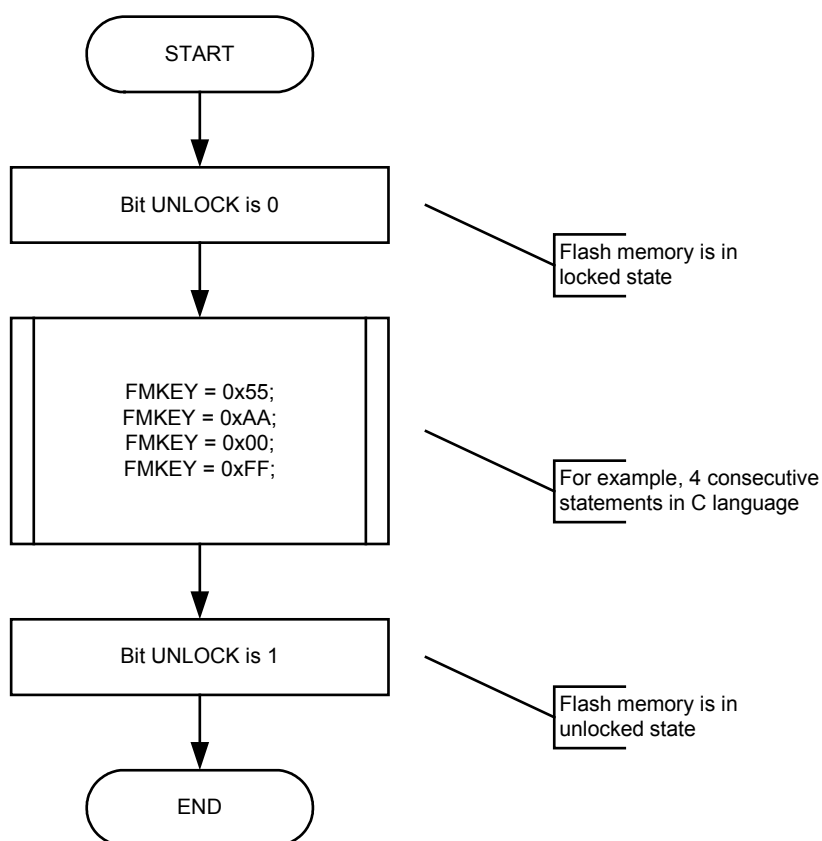 START
Bit UNLOCK is 0
Flash memory is in
locked state
FMKEY = 0x55;
FMKEY = 0xAA;
FMKEY = 0x00;
FMKEY = 0xFF;
For example, 4 consecutive
statements in C language
Bit UNLOCK is 1
Flash memory is in
unlocked state
END